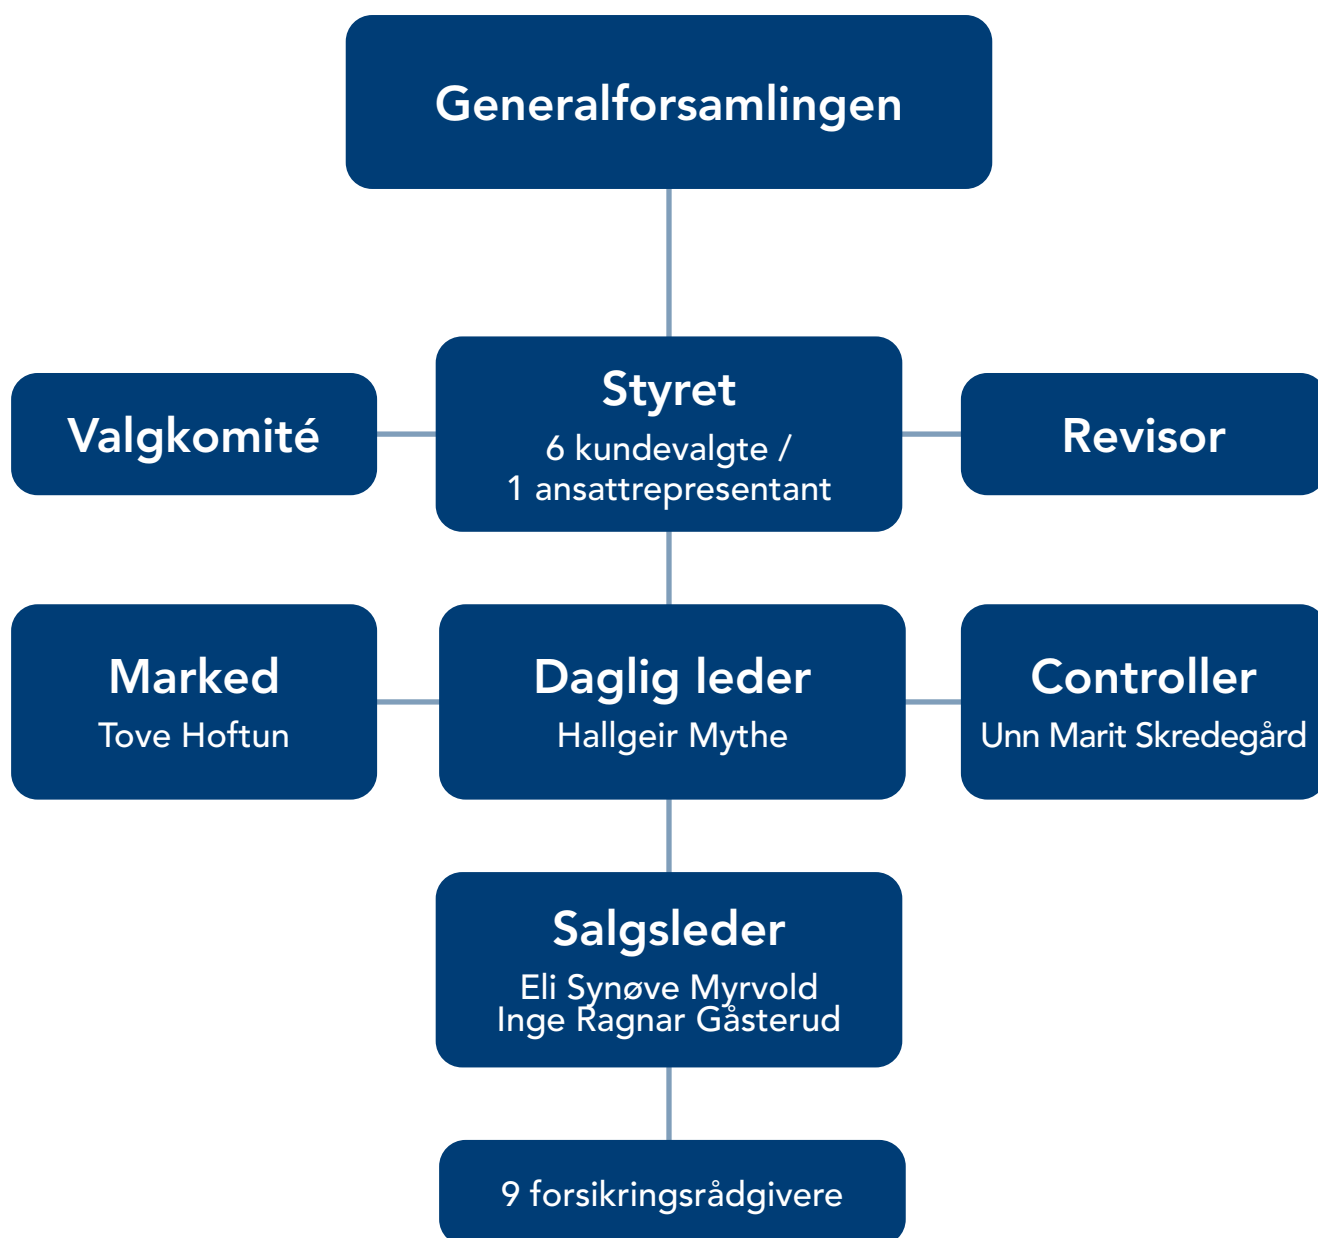 Generalforsamlingen
Valgkomité
Styret
6 kundevalgte /
1 ansattrepresentant
Revisor
Marked
Tove Hoftun
Daglig leder
Hallgeir Mythe
Controller
Unn Marit Skredegård
Salgsleder
Eli Synøve Myrvold
Inge Ragnar Gåsterud
9 forsikringsrådgivere